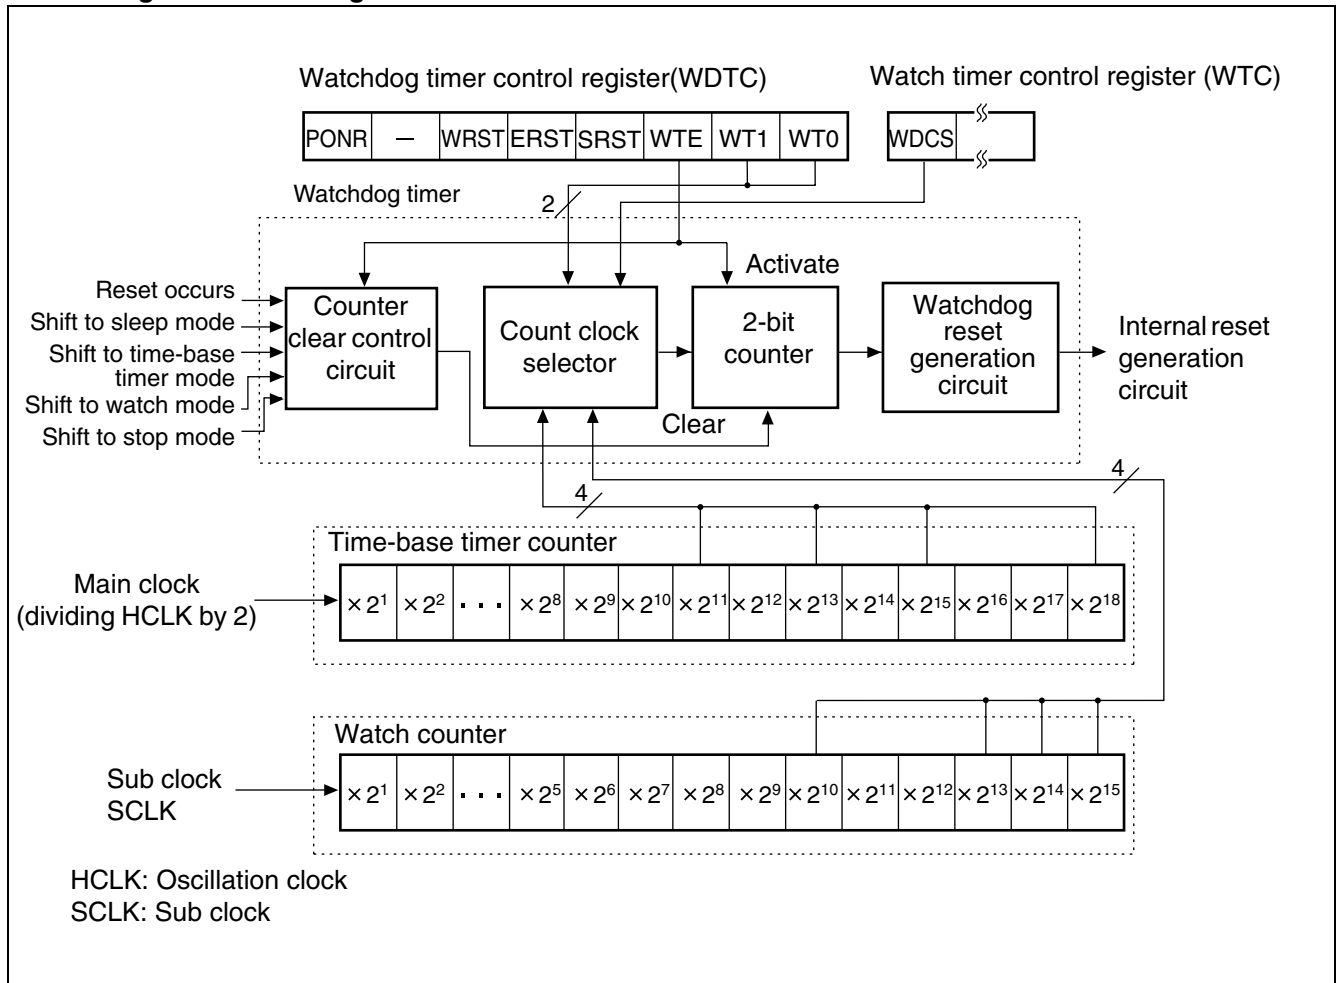 Watchdog timer control register(WDTC)
Watch timer control register (WTC)
PONR — WRST ERST SRST WTE WT1 WT0
WDCS
Watchdog timer
2
Activate
Reset occurs
Shift to sleep mode
Shift to time-base
timer mode
Shift to watch mode
Shift to stop mode
Counter
clear control
circuit
Count clock
selector
2-bit
counter
Watchdog
reset
generation
circuit
Internal reset
generation
circuit
Clear
4
4
Time-base timer counter
Main clock
(dividing HCLK by 2)
×2¹ ×2² · · · ×2⁸ ×2⁹ ×2¹⁰ ×2¹¹ ×2¹² ×2¹³ ×2¹⁴ ×2¹⁵ ×2¹⁶ ×2¹⁷ ×2¹⁸
Watch counter
Sub clock
SCLK
×2¹ ×2² · · · ×2⁵ ×2⁶ ×2⁷ ×2⁸ ×2⁹ ×2¹⁰ ×2¹¹ ×2¹² ×2¹³ ×2¹⁴ ×2¹⁵
HCLK: Oscillation clock
SCLK: Sub clock